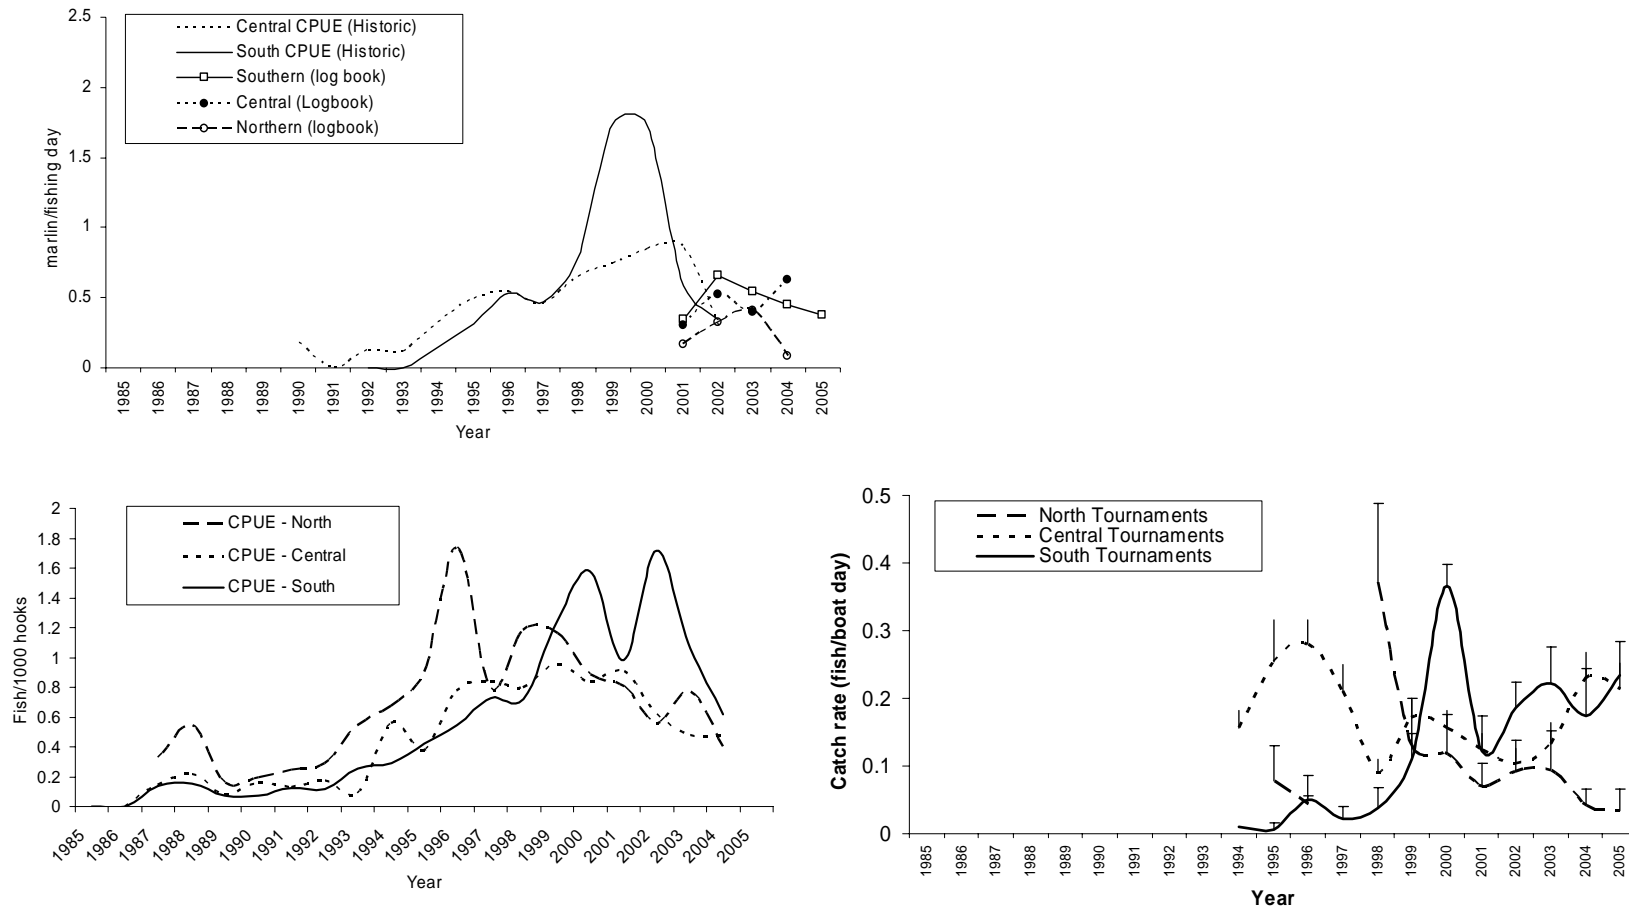 2.5
2
1.5
1
0.5
0
marlin/fishing day
Central CPUE (Historic)
South CPUE (Historic)
Southern (log book)
Central (Logbook)
Northern (logbook)
1985 1986 1987 1988 1989 1990 1991 1992 1993 1994 1995 1996 1997 1998 1999 2000 2001 2002 2003 2004 2005
Year
2
1.8
1.6
1.4
1.2
1
0.8
0.6
0.4
0.2
0
Fish/1000 hooks
CPUE - North
CPUE - Central
CPUE - South
1985 1986 1987 1988 1989 1990 1991 1992 1993 1994 1995 1996 1997 1998 1999 2000 2001 2002 2003 2004 2005
Year
0.5
0.4
0.3
0.2
0.1
0
Catch rate (fish/boat day)
North Tournaments
Central Tournaments
South Tournaments
1985 1986 1987 1988 1989 1990 1991 1992 1993 1994 1995 1996 1997 1998 1999 2000 2001 2002 2003 2004 2005
Year